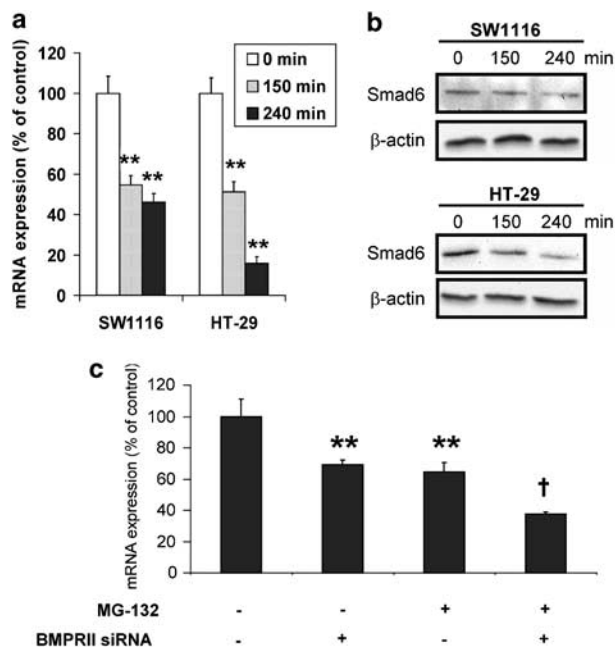 a
mRNA expression (% of control)
120
100
80
60
40
20
0
0 min
150 min
240 min
** **
** **
SW1116 HT-29
b
SW1116
0 150 240 min
Smad6
β-actin
HT-29
0 150 240 min
Smad6
β-actin
c
mRNA expression (% of control)
120
100
80
60
40
20
0
** ** †
MG-132 - - + +
BMPRII siRNA - + - +